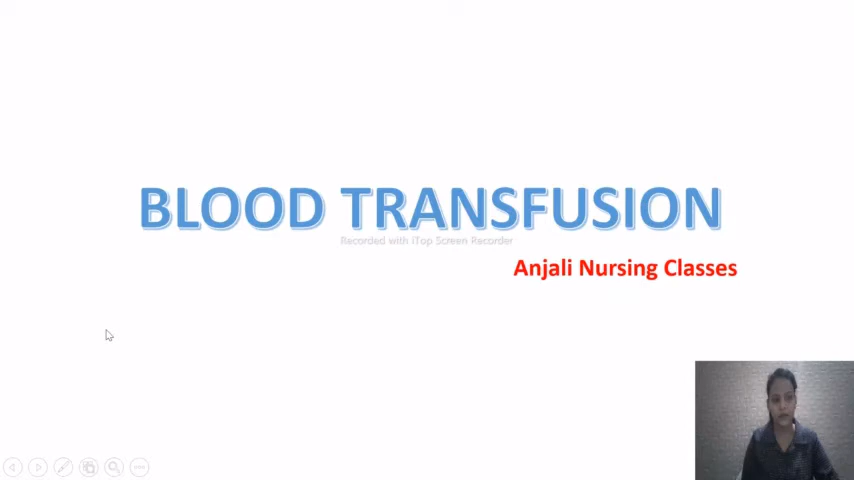 BLOOD TRANSFUSION
Recorded with iTop Screen Recorder
Anjali Nursing Classes